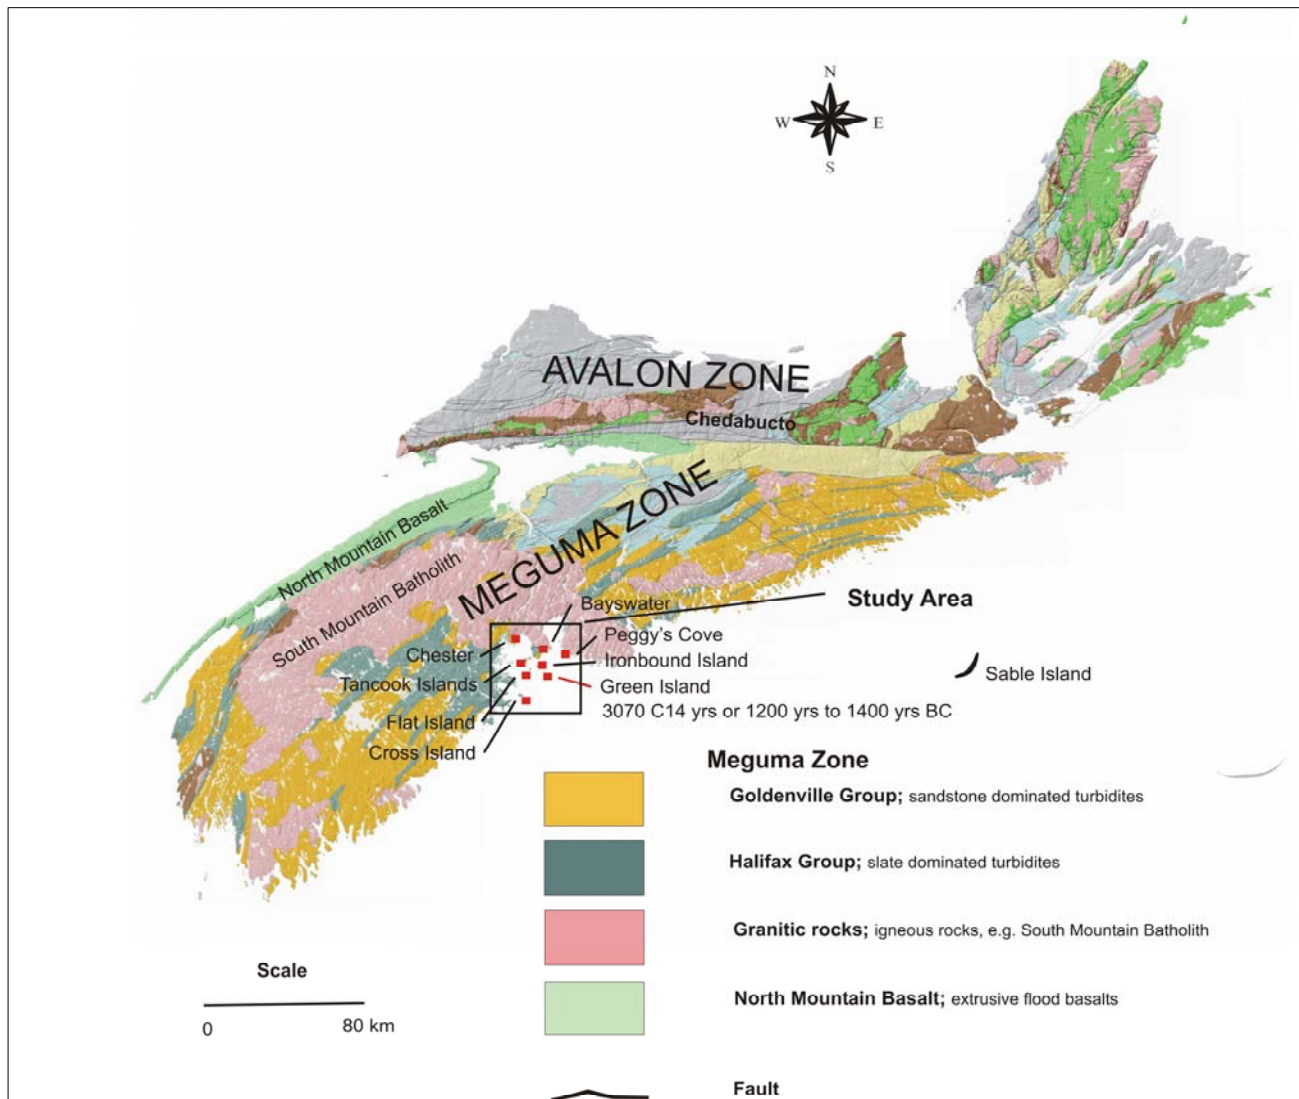 N
W E
S
AVALON ZONE
Chedabucto
MEGUMA ZONE
North Mountain Basalt
South Mountain Batholith
Bayswater
Study Area
Peggy's Cove
Chester
Ironbound Island
Sable Island
Tancook Islands
Green Island
3070 C14 yrs or 1200 yrs to 1400 yrs BC
Flat Island
Cross Island
Meguma Zone
Goldenville Group; sandstone dominated turbidites
Halifax Group; slate dominated turbidites
Granitic rocks; igneous rocks, e.g. South Mountain Batholith
Scale
North Mountain Basalt; extrusive flood basalts
0 80 km
Fault